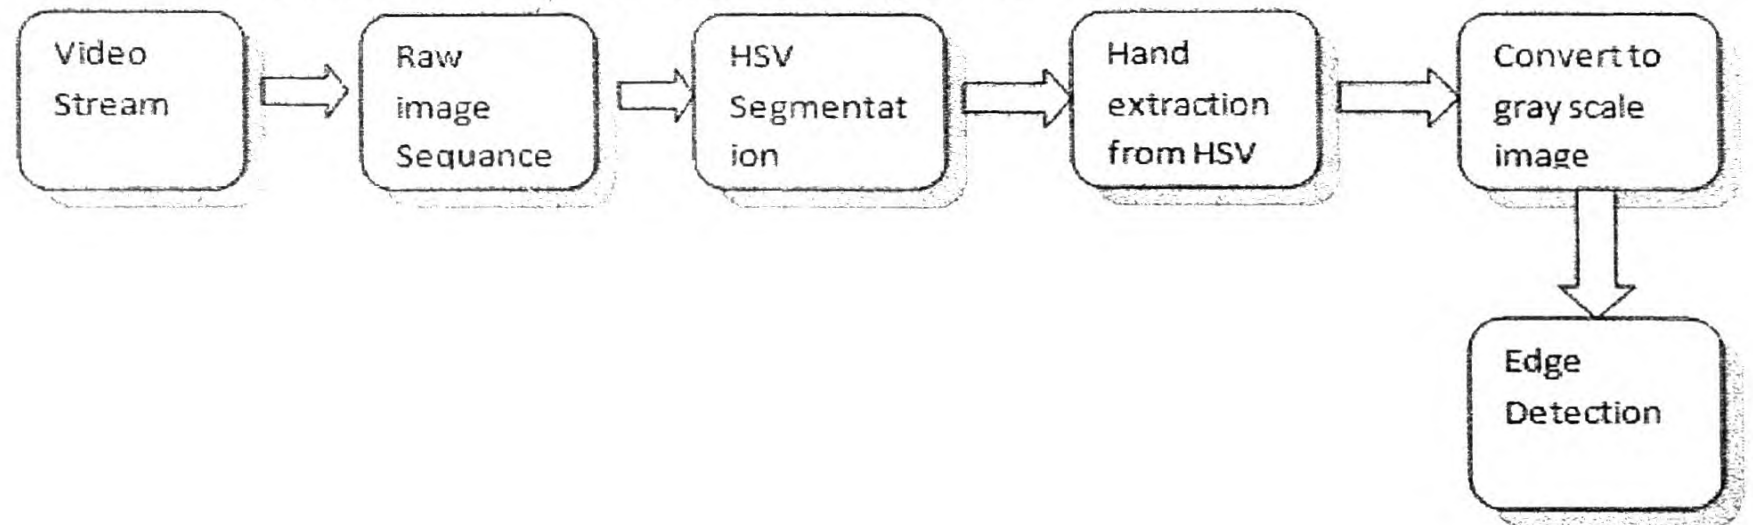 Video
Stream
Raw
image
Sequance
HSV
Segmentat
ion
Hand
extraction
from HSV
Convert to
gray scale
image
Edge
Detection